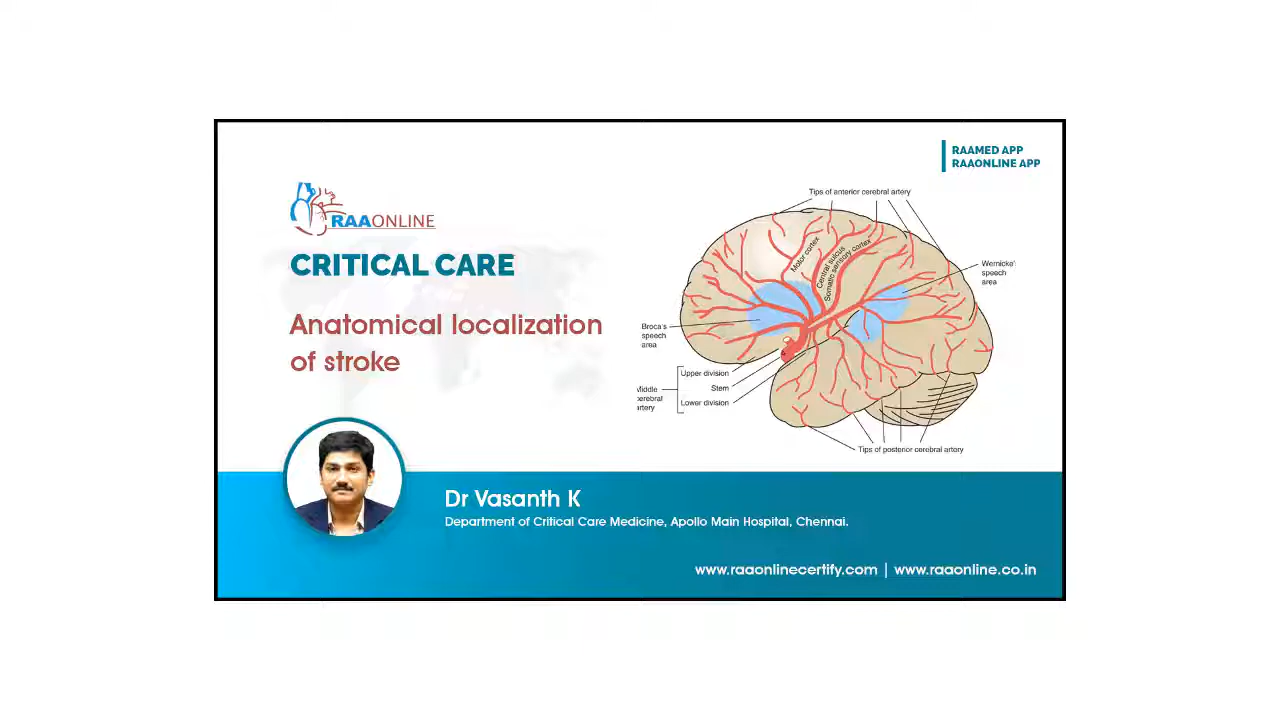 RAAMED APP
RAAONLINE APP
RAAONLINE
CRITICAL CARE
Anatomical localization
of stroke
Tips of anterior cerebral artery
Motor cortex
Central sulcus
Somatic sensory cortex
Wernicke's
speech
area
Broca's
speech
area
Upper division
Stem
Lower division
Middle
cerebral
artery
Tips of posterior cerebral artery
Dr Vasanth K
Department of Critical Care Medicine, Apollo Main Hospital, Chennai.
www.raaonlinecertify.com | www.raaonline.co.in